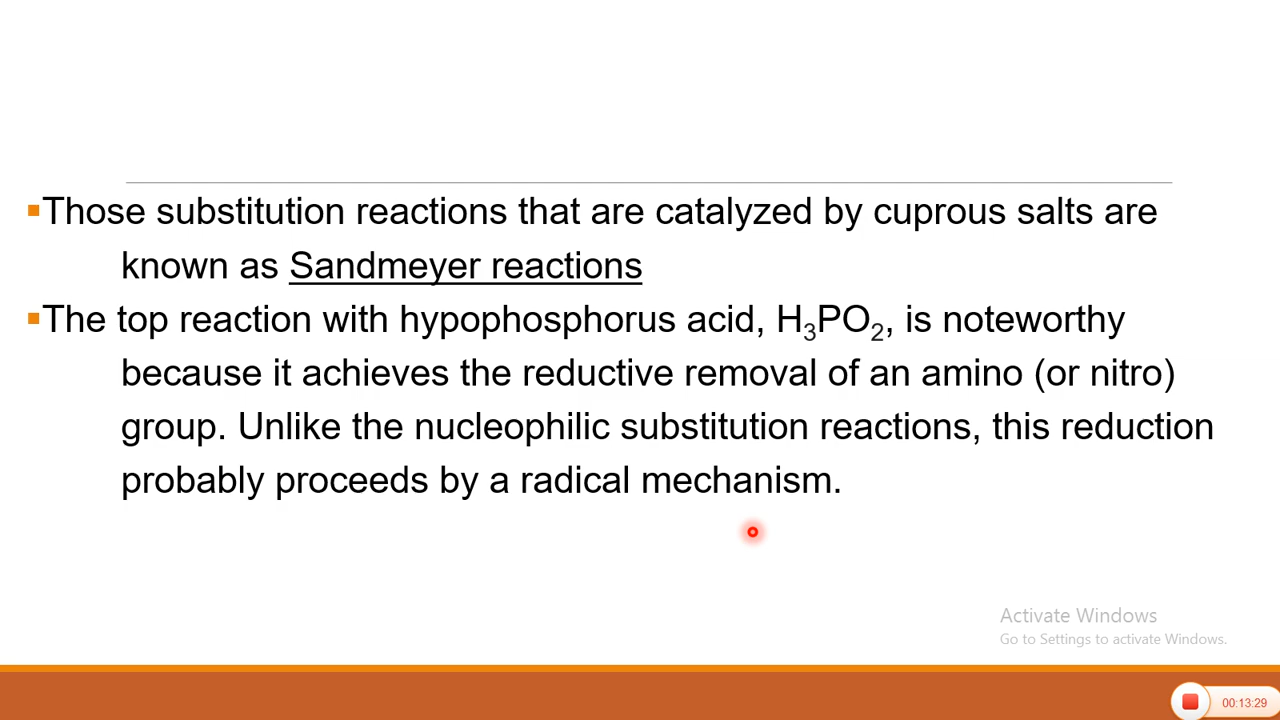 ▪Those substitution reactions that are catalyzed by cuprous salts are
known as Sandmeyer reactions
▪The top reaction with hypophosphorus acid, H₃PO₂, is noteworthy
because it achieves the reductive removal of an amino (or nitro)
group. Unlike the nucleophilic substitution reactions, this reduction
probably proceeds by a radical mechanism.
Activate Windows
Go to Settings to activate Windows.
00:13:29